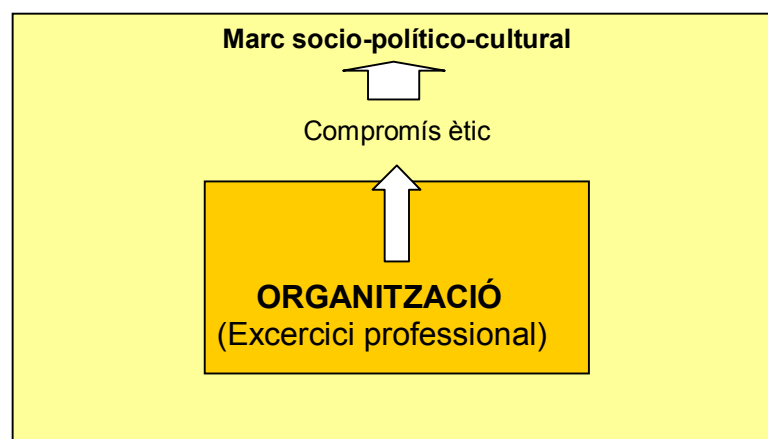 Marc socio-político-cultural
Compromís ètic
ORGANITZACIÓ
(Excercici professional)